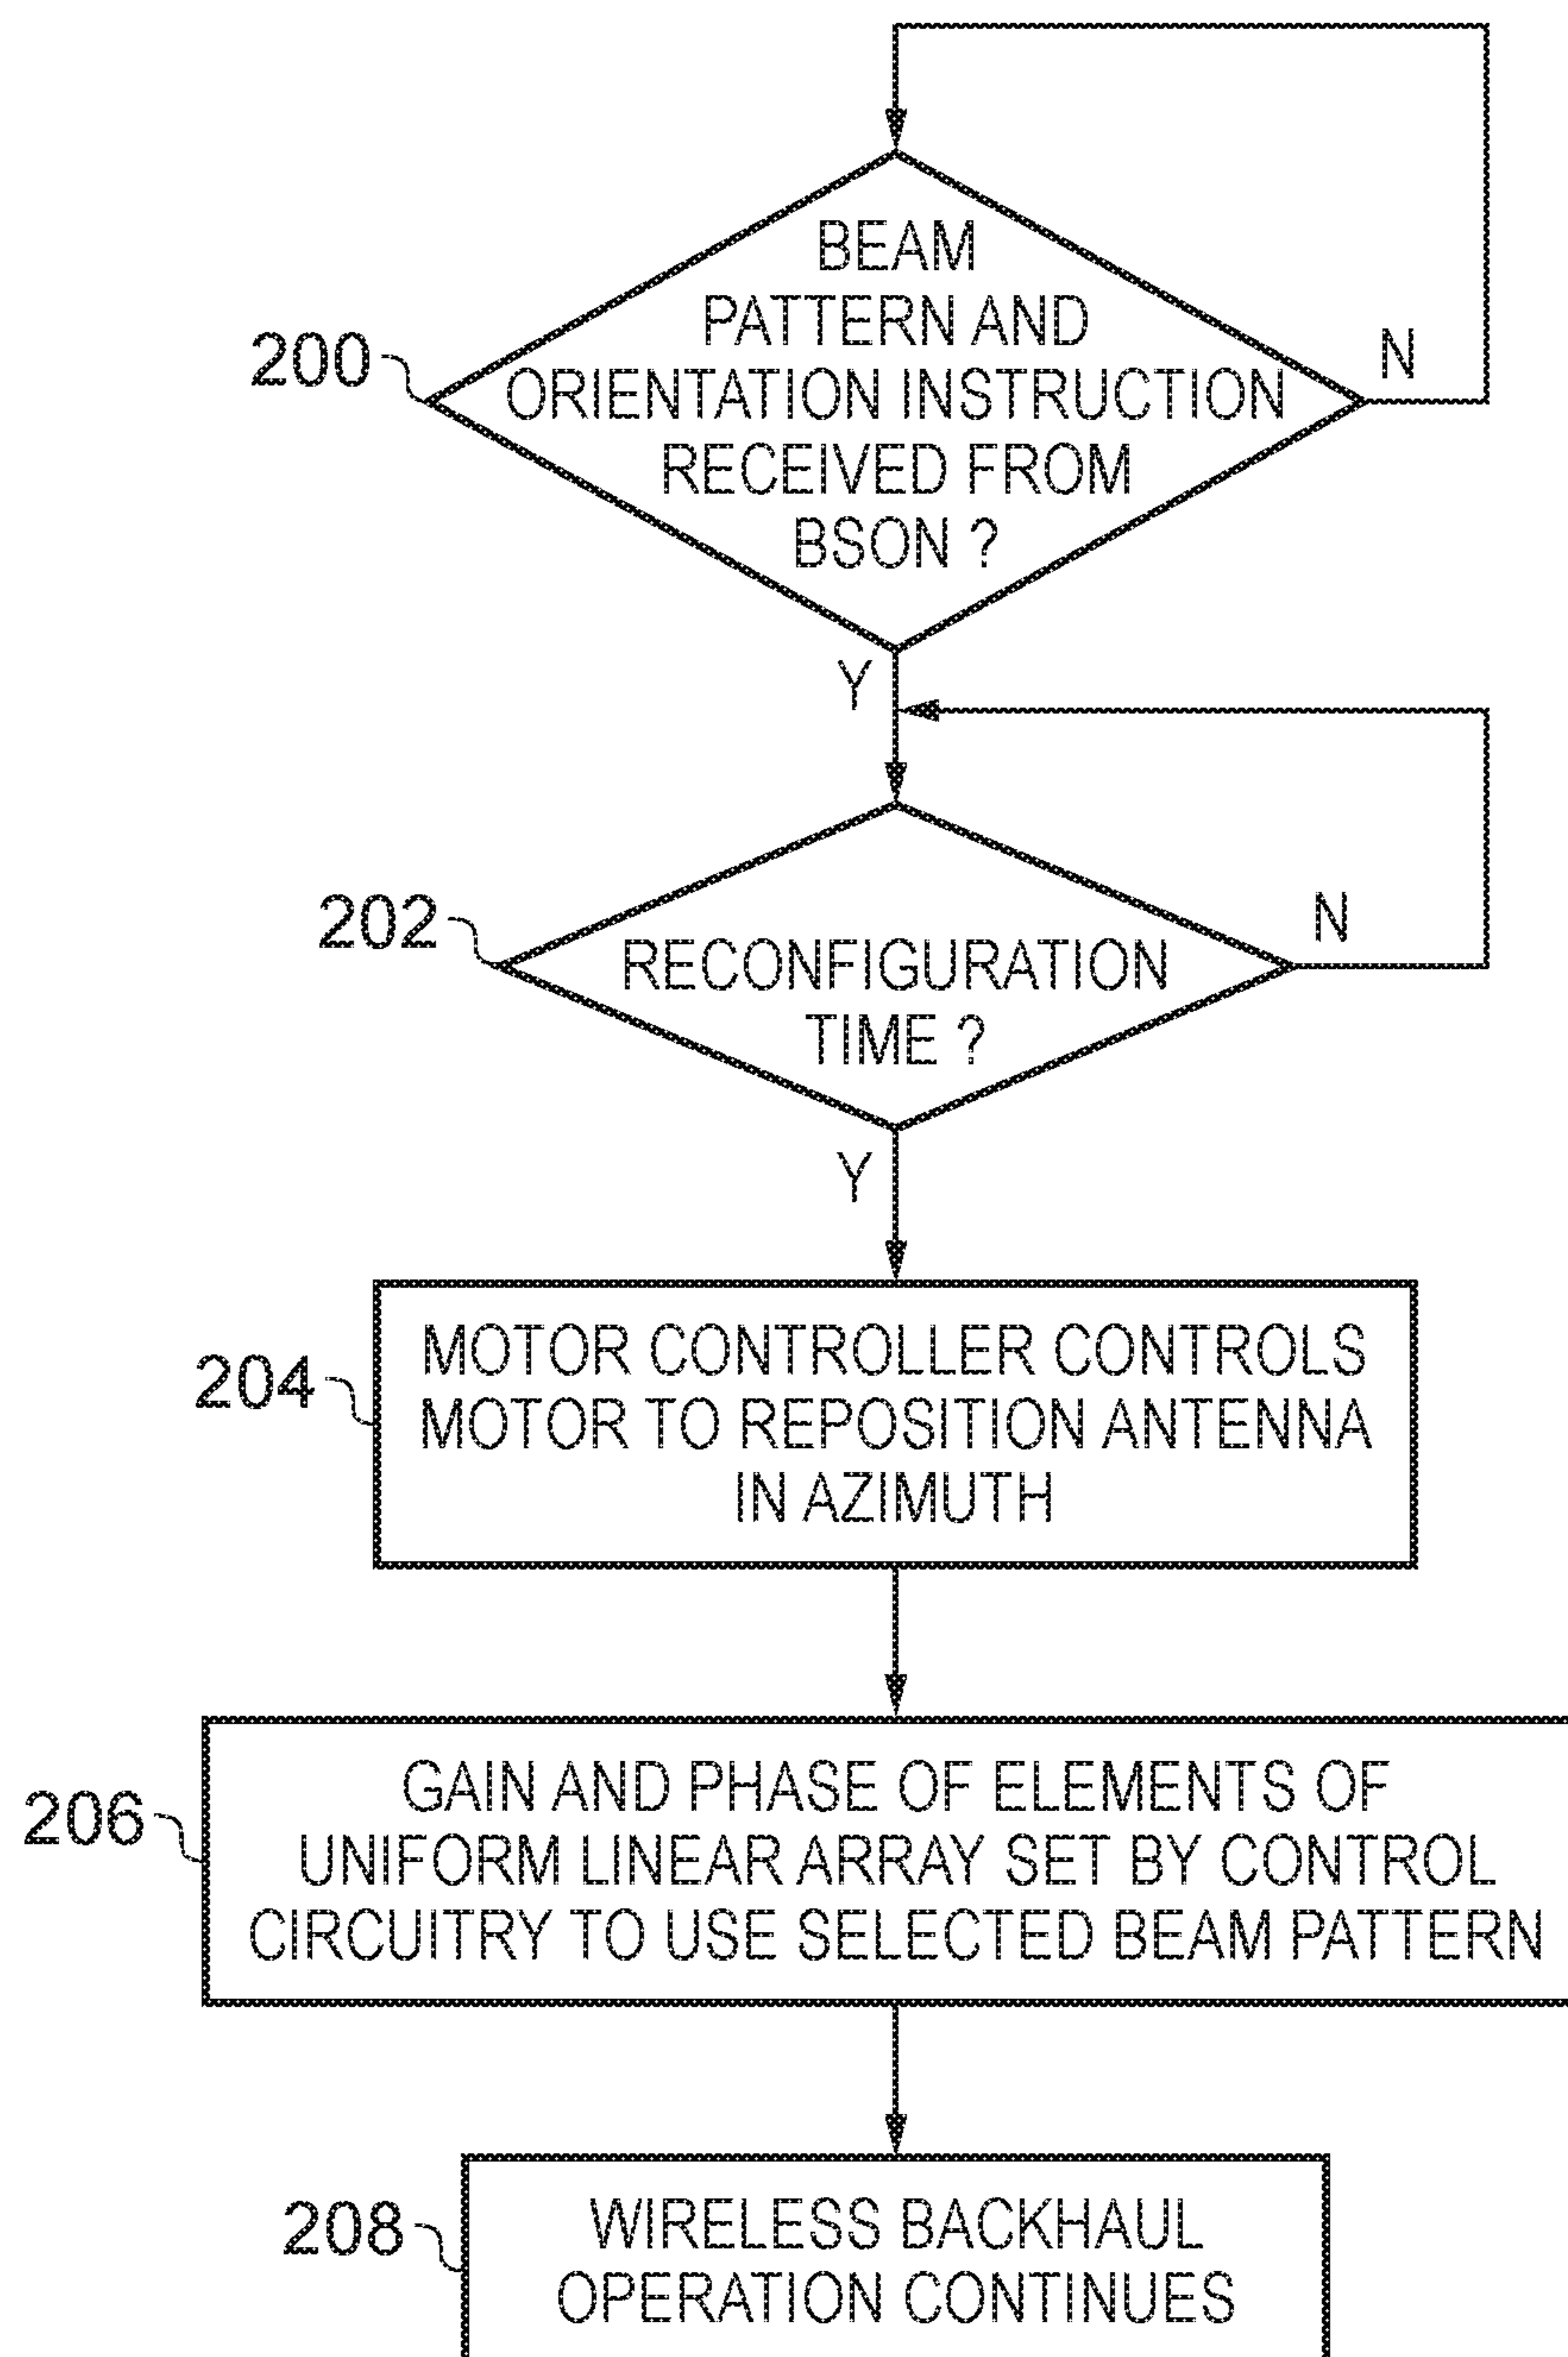 BEAM
PATTERN AND
ORIENTATION INSTRUCTION
RECEIVED FROM
BSON ?
200
N
Y
202
RECONFIGURATION
TIME ?
N
Y
204
MOTOR CONTROLLER CONTROLS
MOTOR TO REPOSITION ANTENNA
IN AZIMUTH
206
GAIN AND PHASE OF ELEMENTS OF
UNIFORM LINEAR ARRAY SET BY CONTROL
CIRCUITRY TO USE SELECTED BEAM PATTERN
208
WIRELESS BACKHAUL
OPERATION CONTINUES